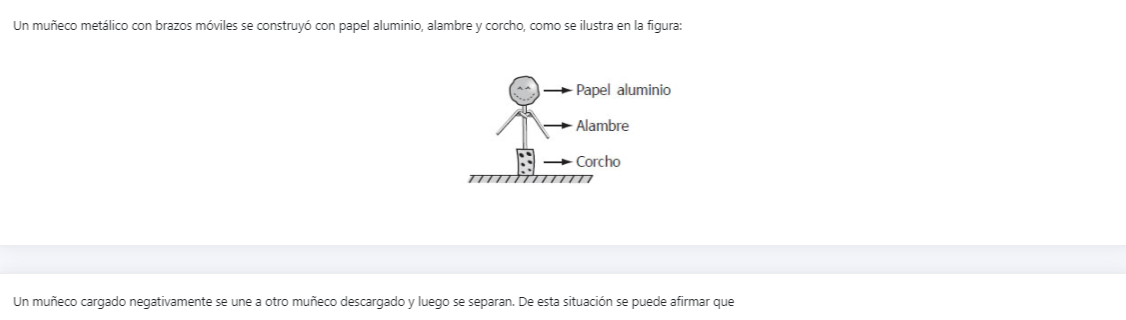 Un muñeco metálico con brazos móviles se construyó con papel aluminio, alambre y corcho, como se ilustra en la figura:
Papel aluminio
Alambre
Corcho
Un muñeco cargado negativamente se une a otro muñeco descargado y luego se separan. De esta situación se puede afirmar que